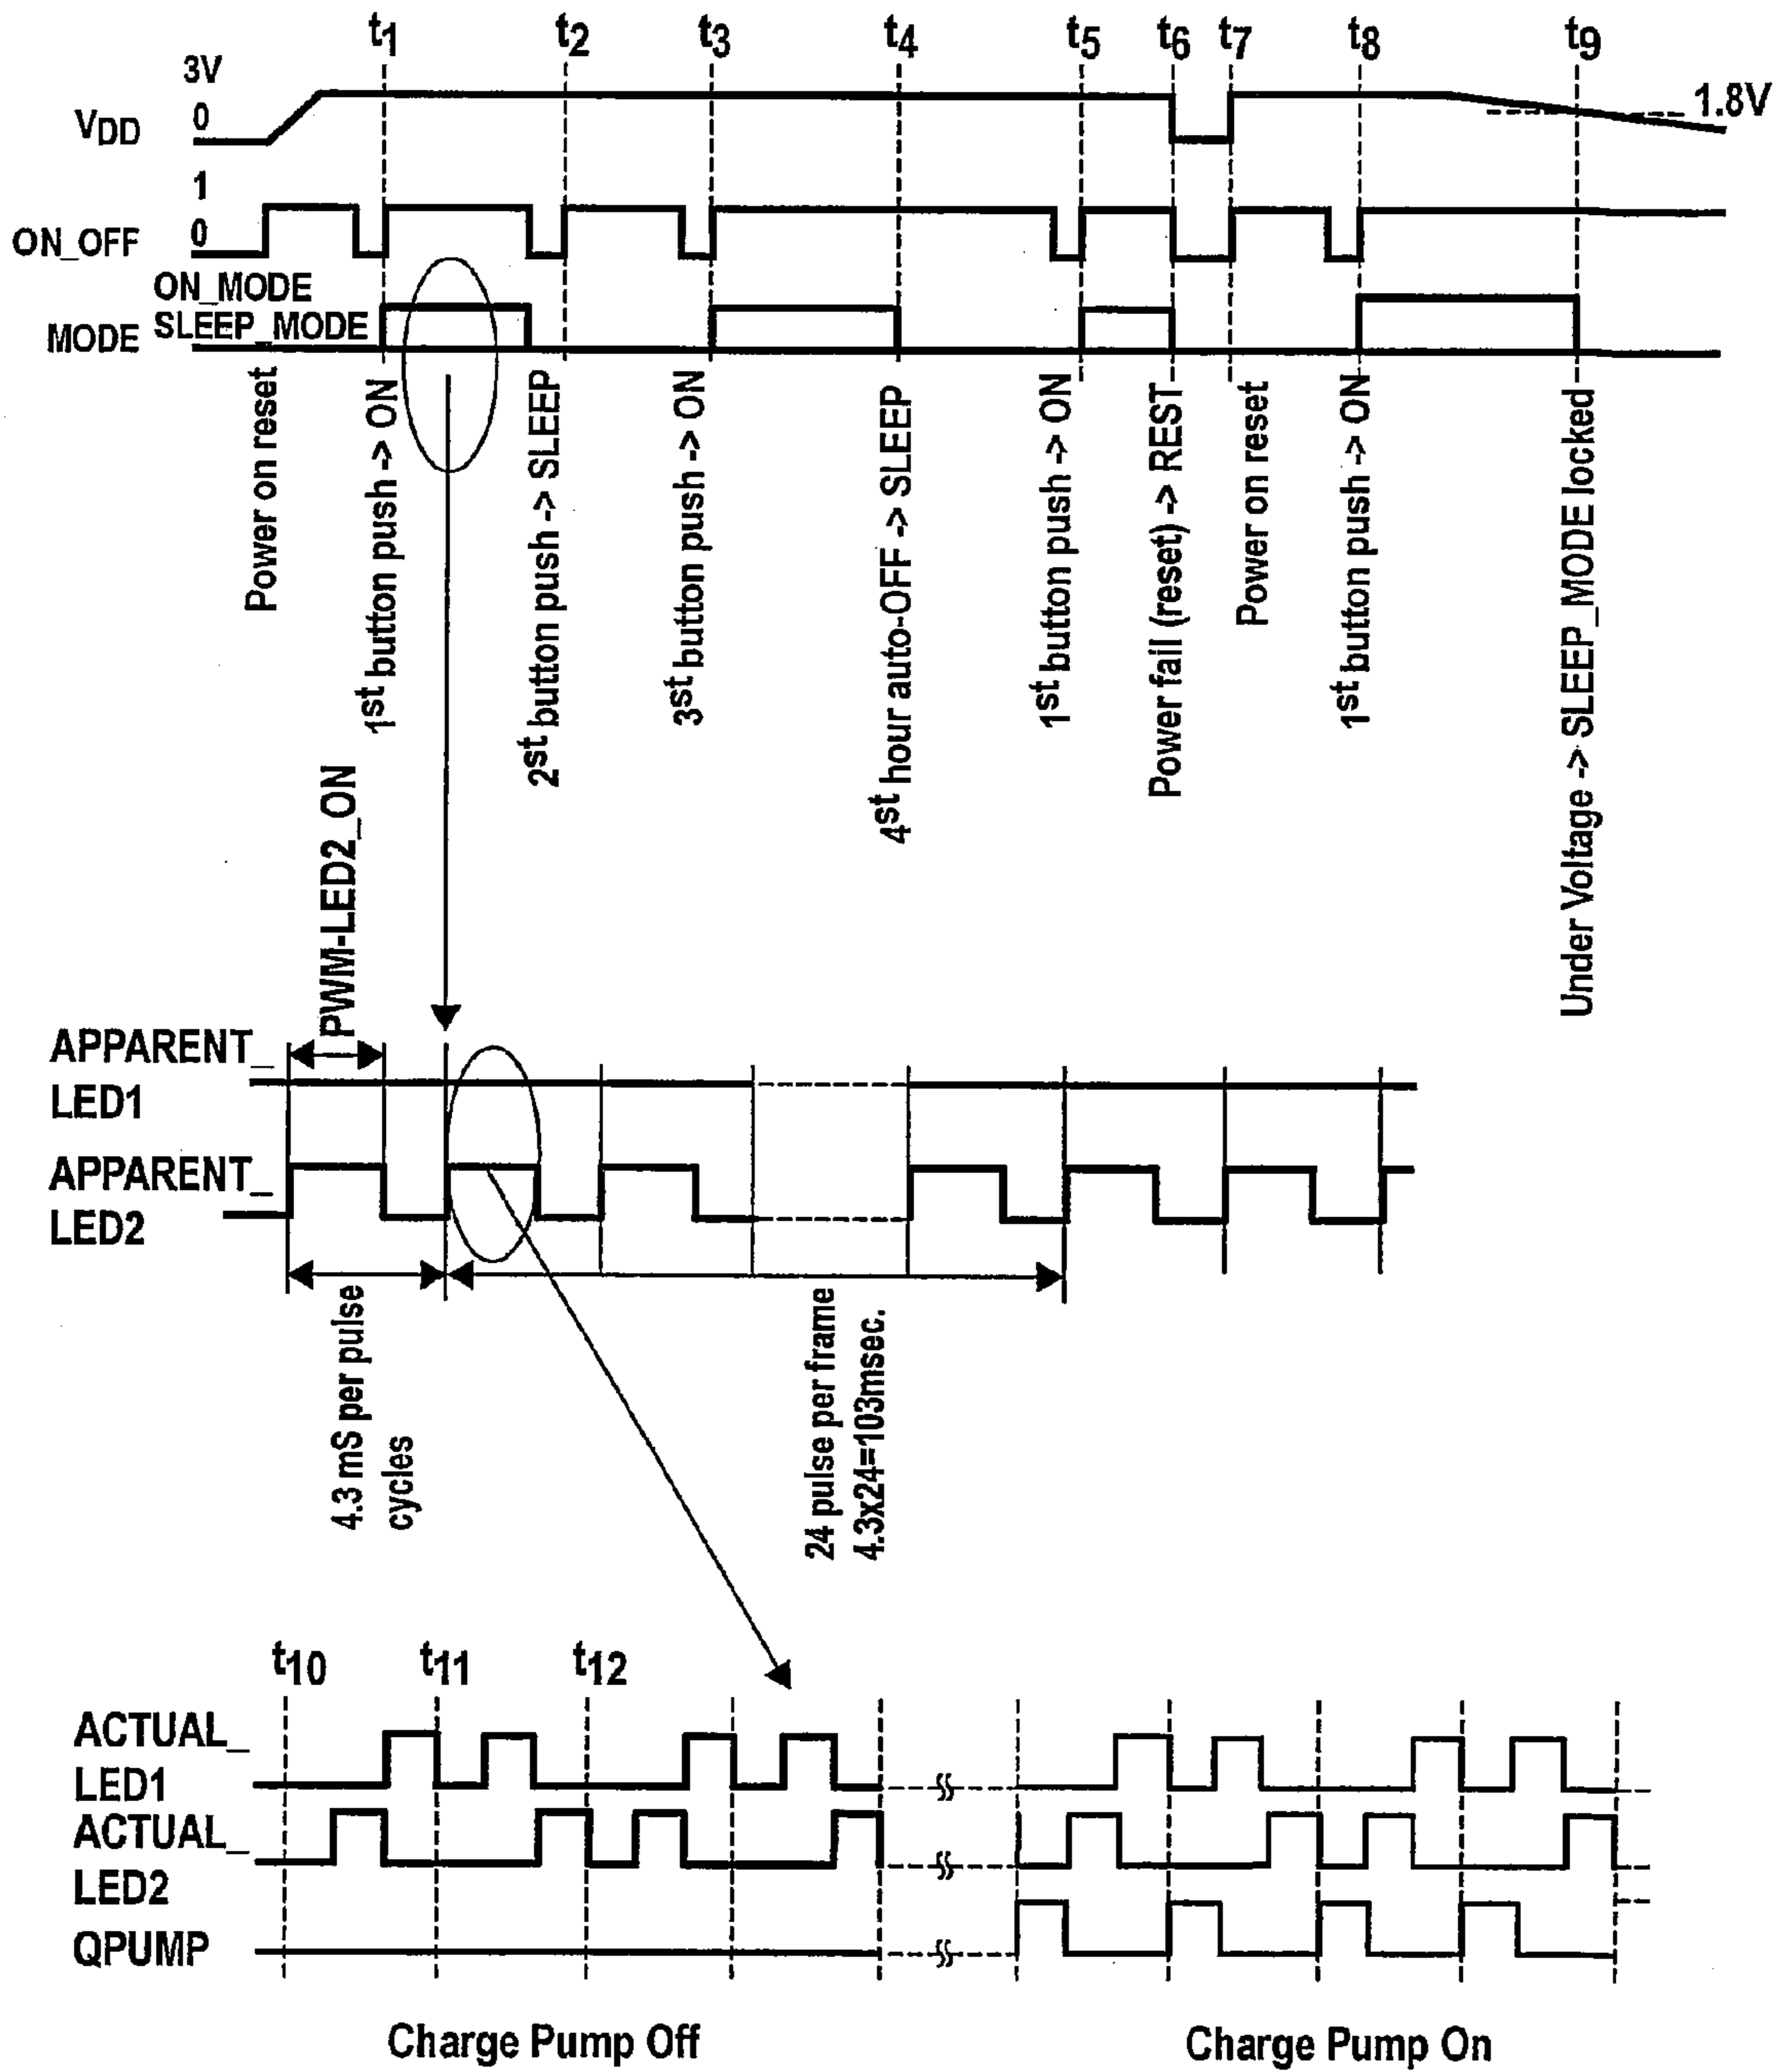 t1 t2 t3 t4 t5 t6 t7 t8 t9
3V
VDD 0
1.8V
1
ON_OFF 0
ON_MODE
MODE SLEEP_MODE
Power on reset
1st button push -> ON
2st button push -> SLEEP
3st button push -> ON
4st hour auto-OFF -> SLEEP
1st button push -> ON
Power fail (reset) -> REST
Power on reset
1st button push -> ON
Under Voltage -> SLEEP_MODE locked
PWM-LED2_ON
APPARENT_
LED1
APPARENT_
LED2
4.3 mS per pulse
cycles
24 pulse per frame
4.3x24=103msec.
t10 t11 t12
ACTUAL_
LED1
ACTUAL_
LED2
QPUMP
Charge Pump Off
Charge Pump On